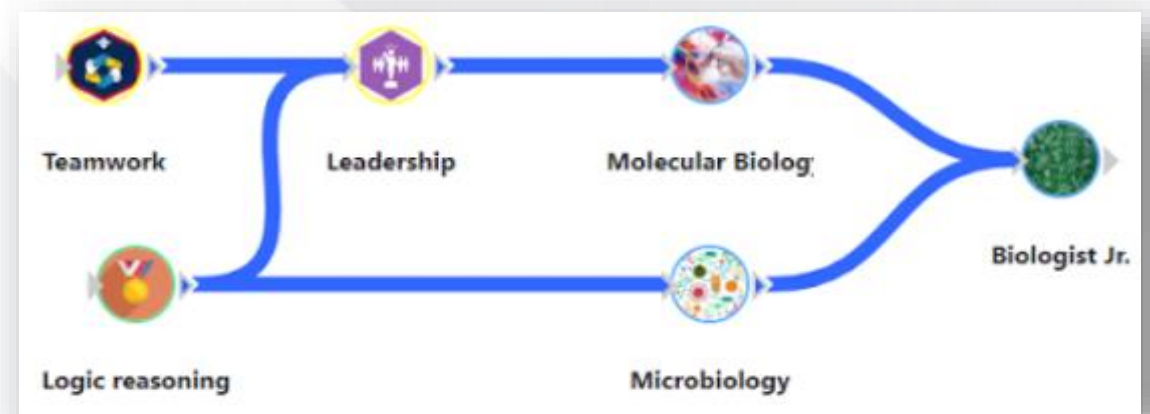 Teamwork
Leadership
Molecular Biolog
Biologist Jr.
Logic reasoning
Microbiology